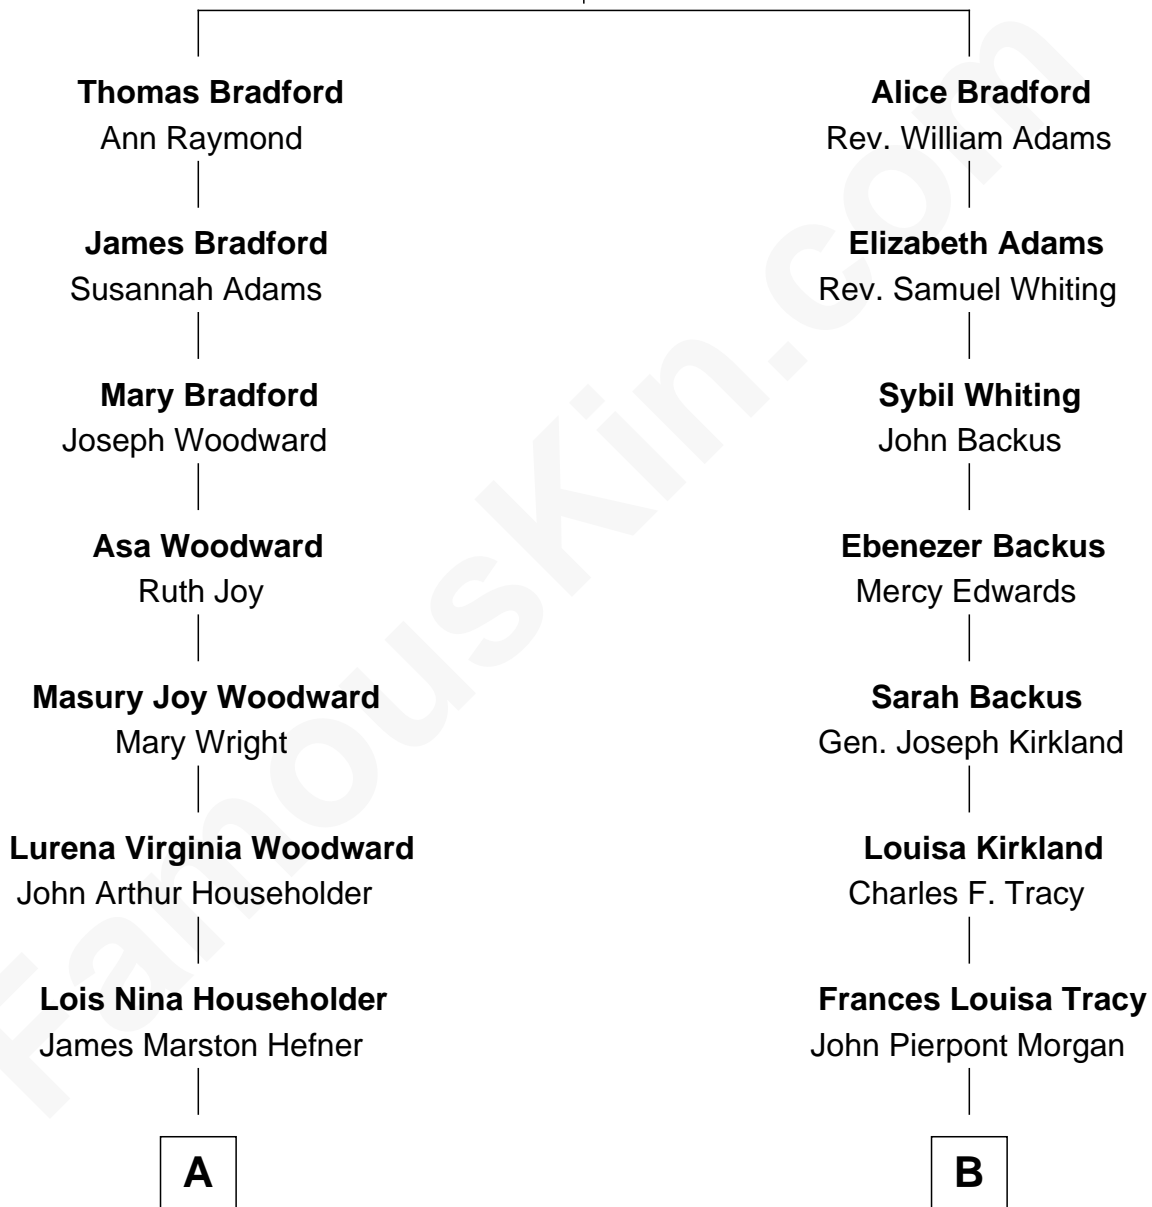 Thomas Bradford
Ann Raymond
James Bradford
Susannah Adams
Mary Bradford
Joseph Woodward
Asa Woodward
Ruth Joy
Masury Joy Woodward
Mary Wright
Lurena Virginia Woodward
John Arthur Householder
Lois Nina Householder
James Marston Hefner
A
Alice Bradford
Rev. William Adams
Elizabeth Adams
Rev. Samuel Whiting
Sybil Whiting
John Backus
Ebenezer Backus
Mercy Edwards
Sarah Backus
Gen. Joseph Kirkland
Louisa Kirkland
Charles F. Tracy
Frances Louisa Tracy
John Pierpont Morgan
B
FamousKin.com